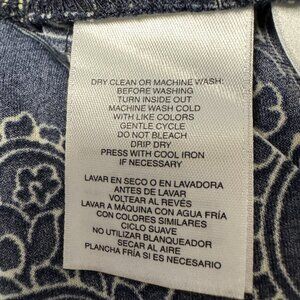 DRY CLEAN OR MACHINE WASH:
BEFORE WASHING
TURN INSIDE OUT
MACHINE WASH COLD
WITH LIKE COLORS
GENTLE CYCLE
DO NOT BLEACH
DRIP DRY
PRESS WITH COOL IRON
IF NECESSARY
LAVAR EN SECO O EN LAVADORA
ANTES DE LAVAR
VOLTEAR AL REVÉS
LAVAR A MÁQUINA CON AGUA FRÍA
CON COLORES SIMILARES
CICLO SUAVE
NO UTILIZAR BLANQUEADOR
SECAR AL AIRE
PLANCHA FRÍA SI ES NECESARIO